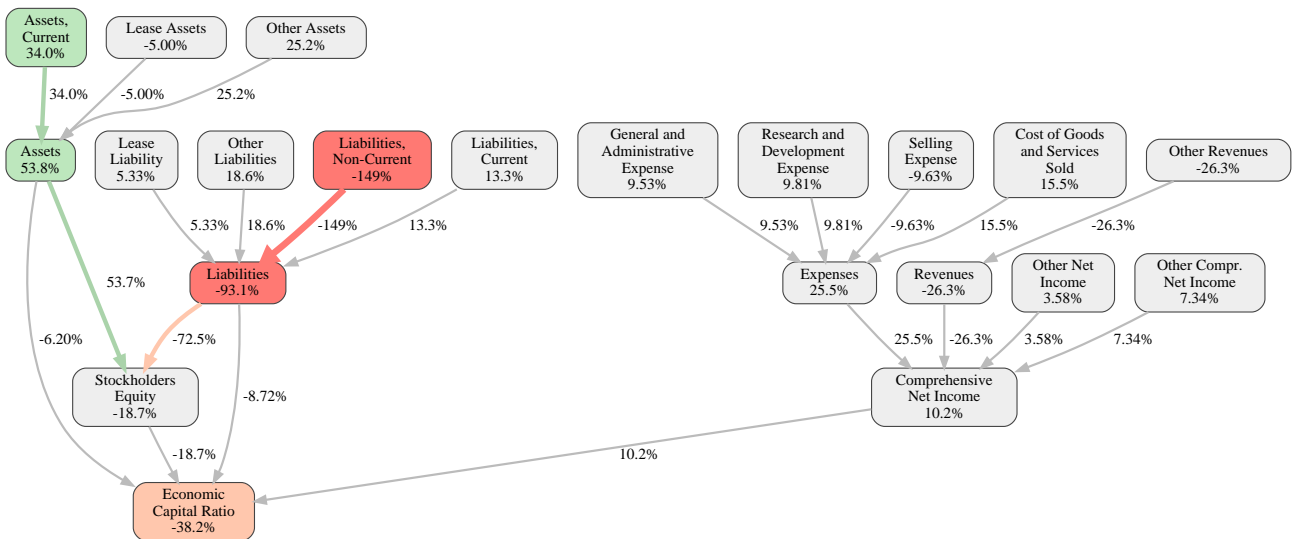 Assets,
Current
34.0%
Lease Assets
-5.00%
Other Assets
25.2%
34.0%
-5.00%
25.2%
Assets
53.8%
Lease
Liability
5.33%
Other
Liabilities
18.6%
Liabilities,
Non-Current
-149%
Liabilities,
Current
13.3%
General and
Administrative
Expense
9.53%
Research and
Development
Expense
9.81%
Selling
Expense
-9.63%
Cost of Goods
and Services
Sold
15.5%
Other Revenues
-26.3%
5.33%
18.6%
-149%
13.3%
9.53%
9.81%
-9.63%
15.5%
-26.3%
Liabilities
-93.1%
Expenses
25.5%
Revenues
-26.3%
Other Net
Income
3.58%
Other Compr.
Net Income
7.34%
53.7%
-6.20%
-72.5%
25.5%
-26.3%
3.58%
7.34%
Stockholders
Equity
-18.7%
-8.72%
Comprehensive
Net Income
10.2%
-18.7%
10.2%
Economic
Capital Ratio
-38.2%